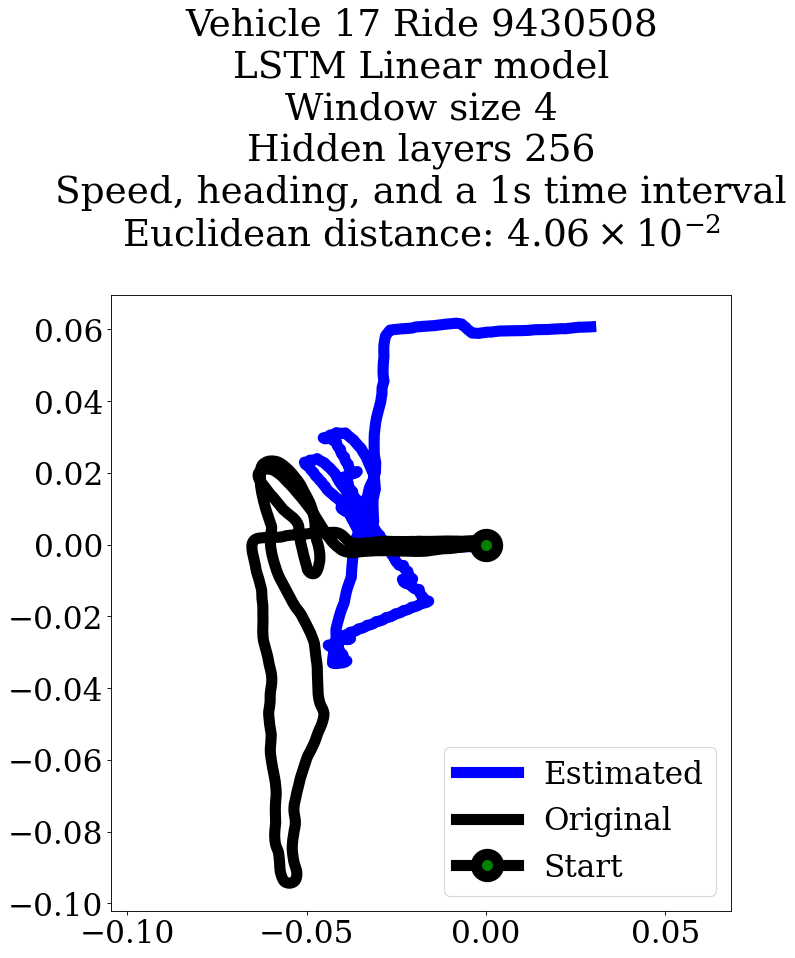 Vehicle 17 Ride 9430508
LSTM Linear model
Window size 4
Hidden layers 256
Speed, heading, and a 1s time interval
Euclidean distance: 4.06 × 10⁻²
0.06
0.04
0.02
0.00
−0.02
−0.04
−0.06
−0.08
−0.10
Estimated
Original
Start
−0.10 −0.05 0.00 0.05